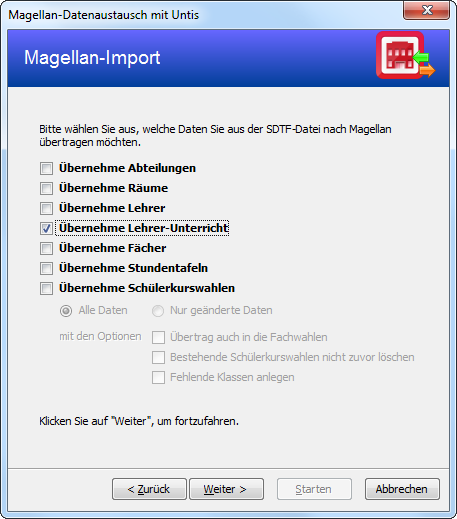 Magellan-Datenaustausch mit Untis
Magellan-Import
Bitte wählen Sie aus, welche Daten Sie aus der SDTF-Datei nach Magellan
übertragen möchten.
Übernehme Abteilungen
Übernehme Räume
Übernehme Lehrer
Übernehme Lehrer-Unterricht
Übernehme Fächer
Übernehme Stundentafeln
Übernehme Schülerkurswahlen
Alle Daten Nur geänderte Daten
mit den Optionen Übertrag auch in die Fachwahlen
Bestehende Schülerkurswahlen nicht zuvor löschen
Fehlende Klassen anlegen
Klicken Sie auf "Weiter", um fortzufahren.
< Zurück Weiter > Starten Abbrechen